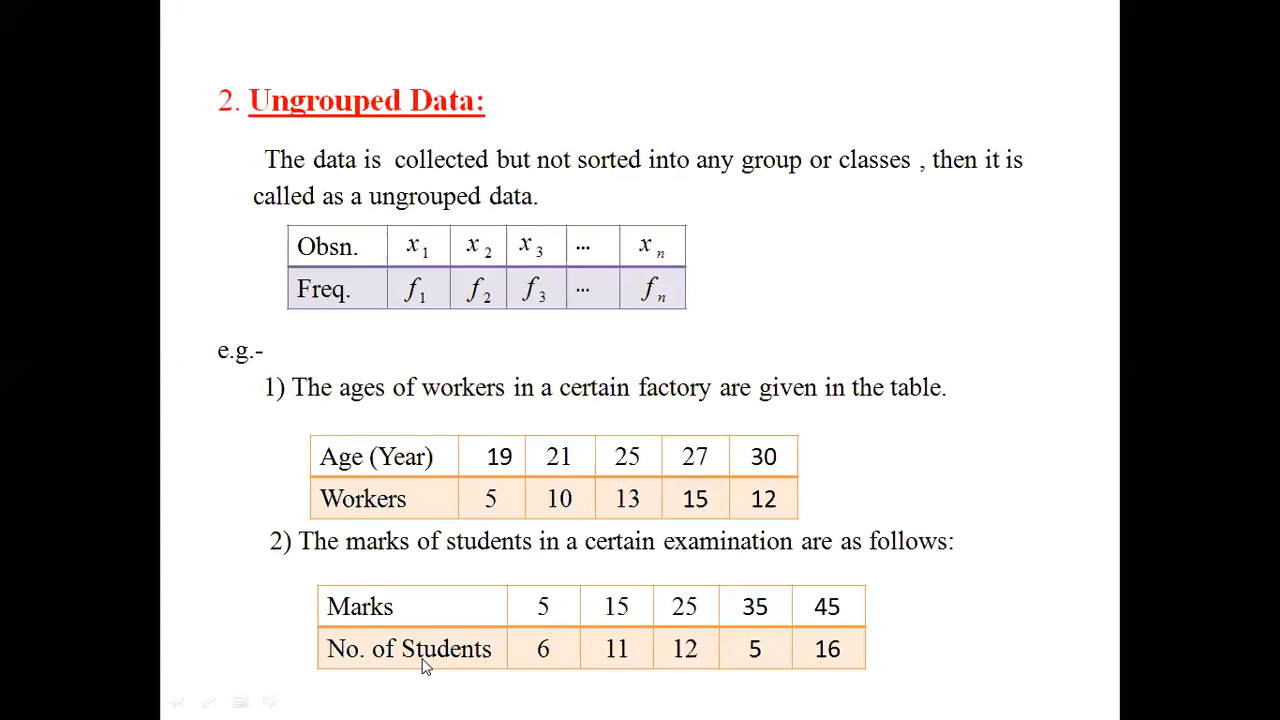 2. Ungrouped Data:
The data is collected but not sorted into any group or classes , then it is
called as a ungrouped data.
Obsn. x1 x2 x3 ... xn
Freq. f1 f2 f3 ... fn
e.g.-
1) The ages of workers in a certain factory are given in the table.
Age (Year) 19 21 25 27 30
Workers 5 10 13 15 12
2) The marks of students in a certain examination are as follows:
Marks 5 15 25 35 45
No. of Students 6 11 12 5 16